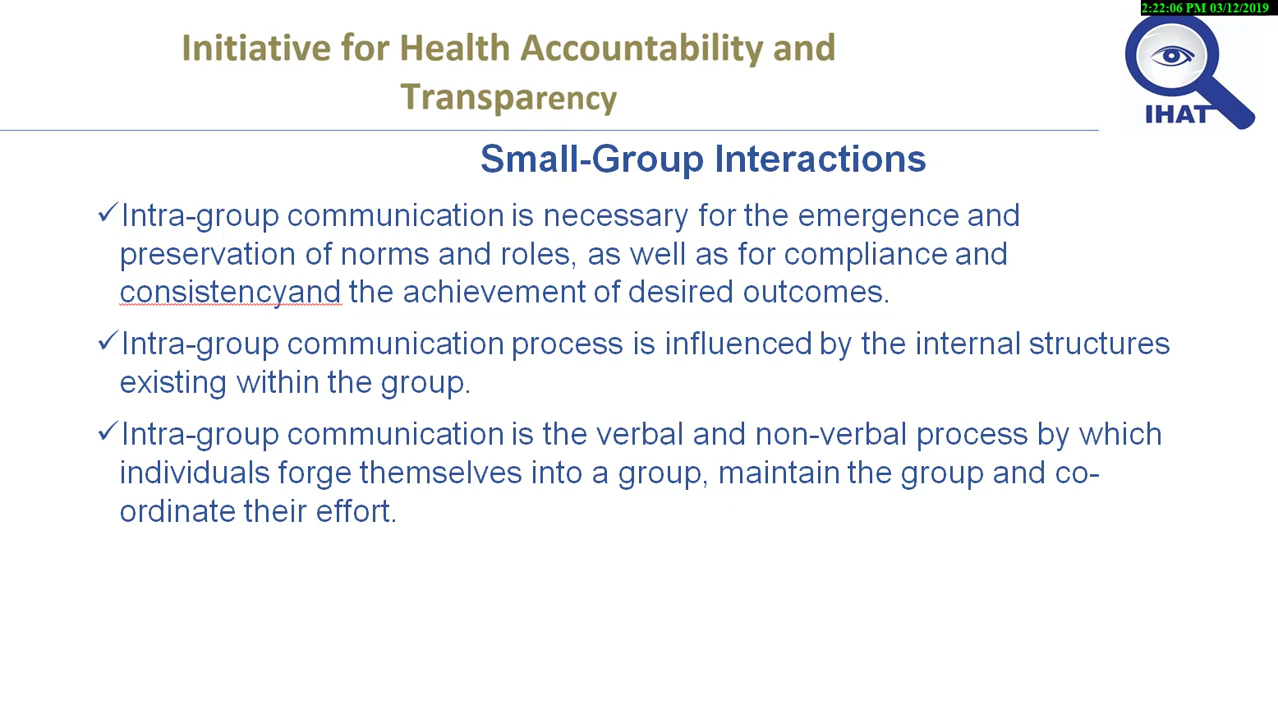 2:22:06 PM 03/12/2019
Initiative for Health Accountability and
Transparency
IHAT
Small-Group Interactions
✓Intra-group communication is necessary for the emergence and
preservation of norms and roles, as well as for compliance and
consistencyand the achievement of desired outcomes.
✓Intra-group communication process is influenced by the internal structures
existing within the group.
✓Intra-group communication is the verbal and non-verbal process by which
individuals forge themselves into a group, maintain the group and co-
ordinate their effort.